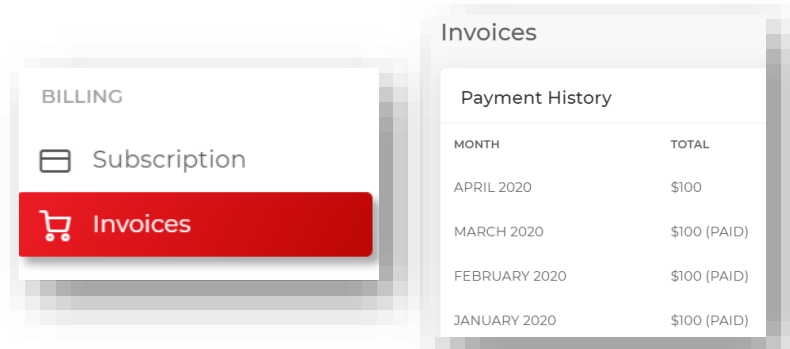 BILLING
Subscription
Invoices
Invoices
Payment History
MONTH TOTAL
APRIL 2020 $100
MARCH 2020 $100 (PAID)
FEBRUARY 2020 $100 (PAID)
JANUARY 2020 $100 (PAID)